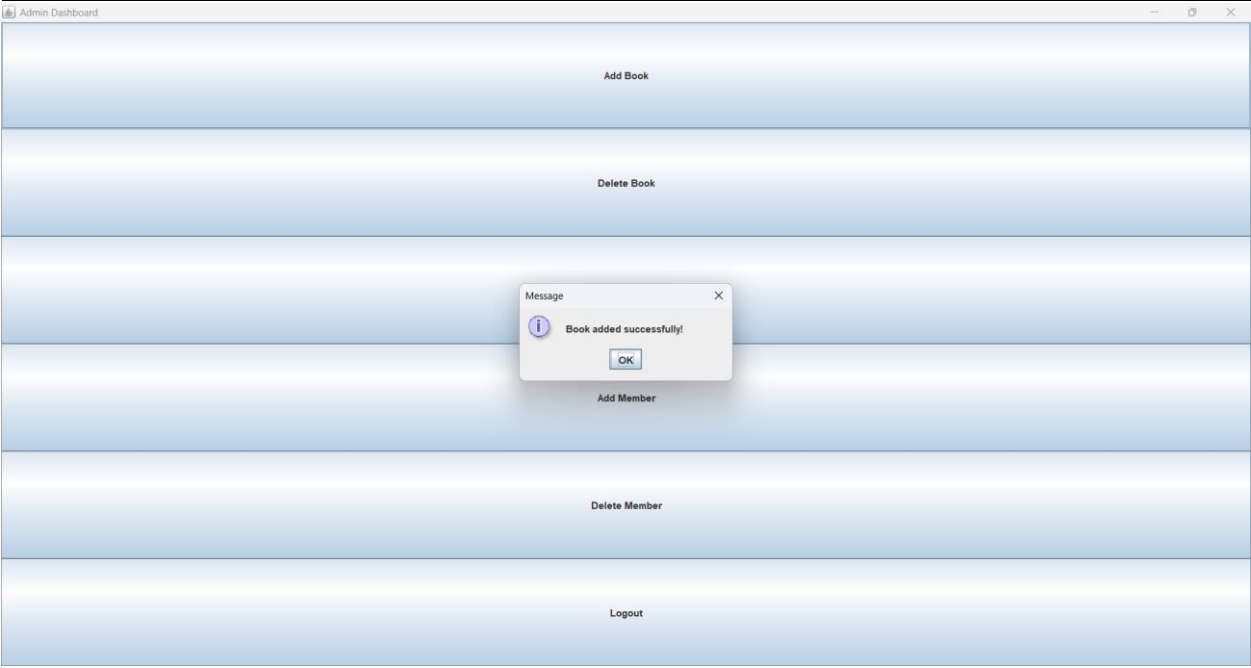 Admin Dashboard
Add Book
Delete Book
Message
Book added successfully!
OK
Add Member
Delete Member
Logout